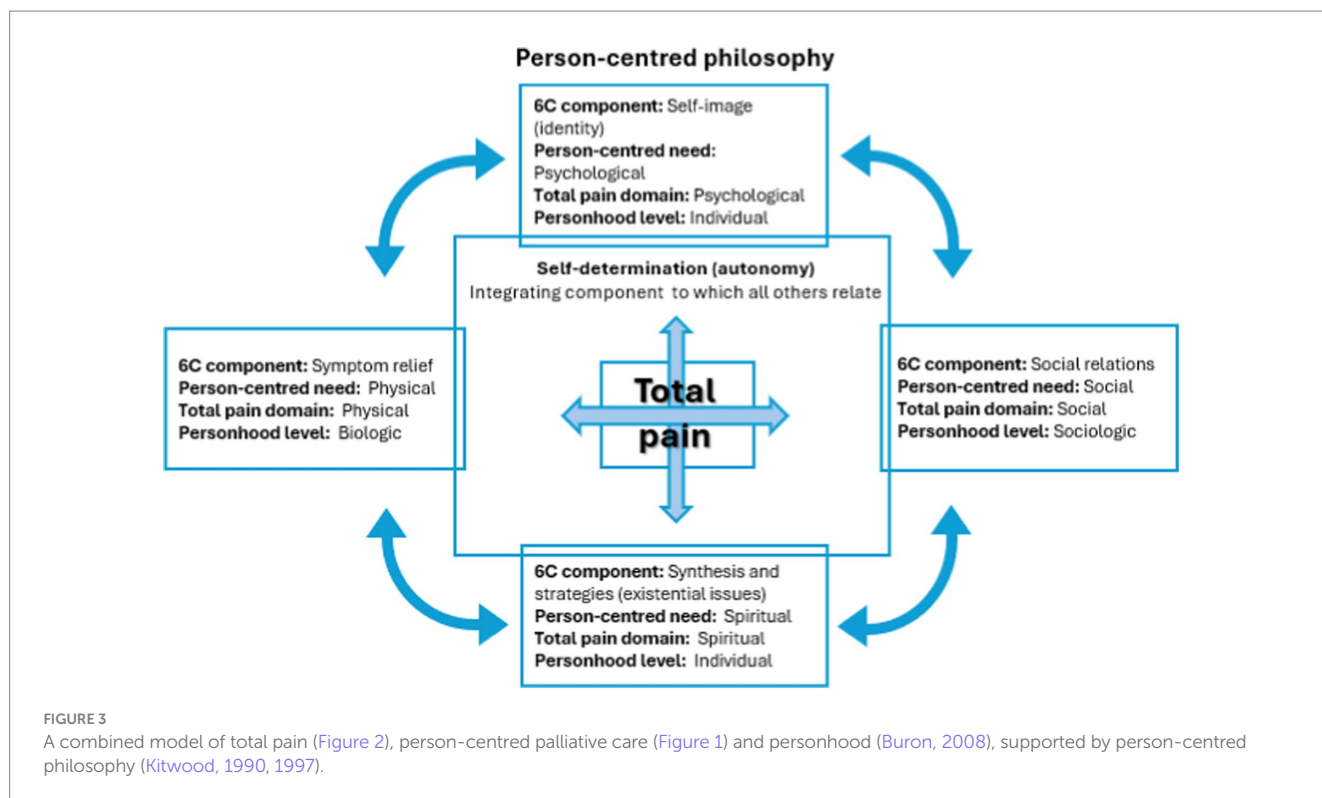 Person-centred philosophy
6C component: Self-image
(identity)
Person-centred need:
Psychological
Total pain domain: Psychological
Personhood level: Individual
Self-determination (autonomy)
Integrating component to which all others relate
6C component: Symptom relief
Person-centred need: Physical
Total pain domain: Physical
Personhood level: Biologic
Total
pain
6C component: Social relations
Person-centred need: Social
Total pain domain: Social
Personhood level: Sociologic
6C component: Synthesis and
strategies (existential issues)
Person-centred need: Spiritual
Total pain domain: Spiritual
Personhood level: Individual
FIGURE 3
A combined model of total pain (Figure 2), person-centred palliative care (Figure 1) and personhood (Buron, 2008), supported by person-centred
philosophy (Kitwood, 1990, 1997).